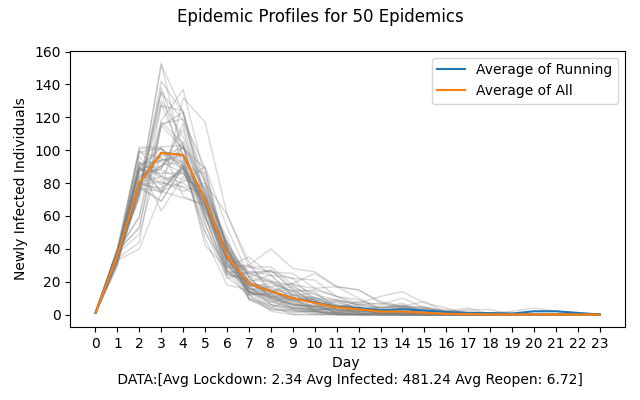 Epidemic Profiles for 50 Epidemics
Newly Infected Individuals
160
140
120
100
80
60
40
20
0
Average of Running
Average of All
0 1 2 3 4 5 6 7 8 9 10 11 12 13 14 15 16 17 18 19 20 21 22 23
Day
DATA:[Avg Lockdown: 2.34 Avg Infected: 481.24 Avg Reopen: 6.72]